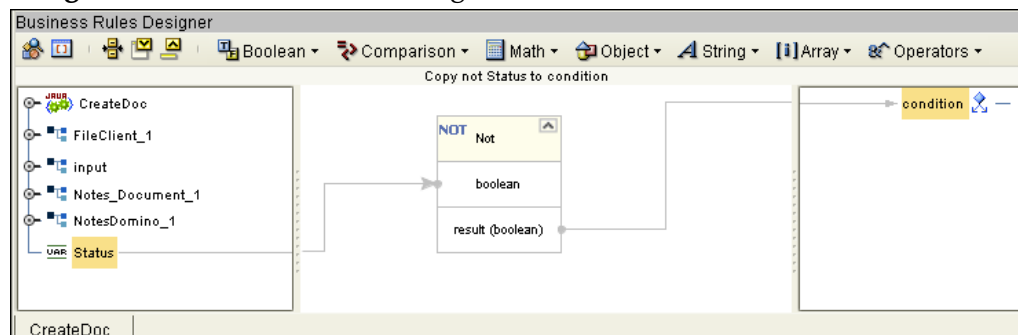 Business Rules Designer
Boolean Comparison Math Object String [i] Array Operators
Copy not Status to condition
JAVA CreateDoc
FileClient_1
input
Notes_Document_1
NotesDomino_1
VAR Status
NOT Not
boolean
result (boolean)
condition
CreateDoc